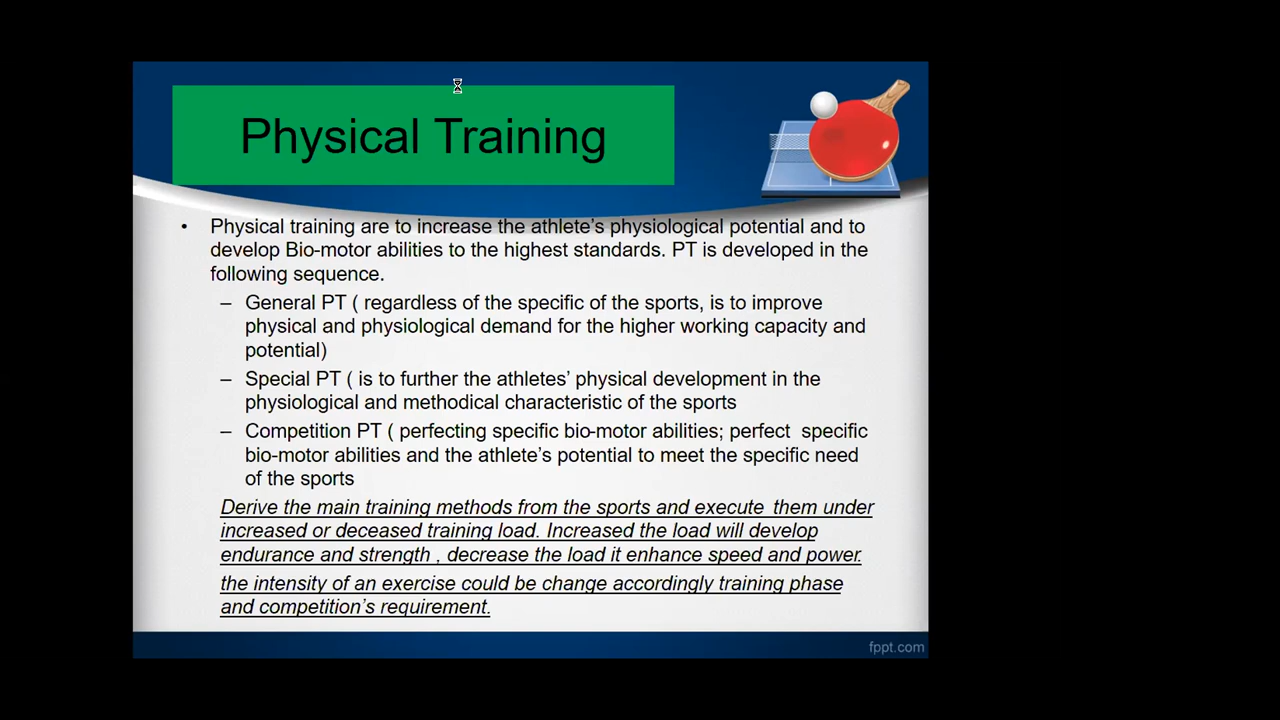 Physical Training
• Physical training are to increase the athlete's physiological potential and to
develop Bio-motor abilities to the highest standards. PT is developed in the
following sequence.
– General PT ( regardless of the specific of the sports, is to improve
physical and physiological demand for the higher working capacity and
potential)
– Special PT ( is to further the athletes' physical development in the
physiological and methodical characteristic of the sports
– Competition PT ( perfecting specific bio-motor abilities; perfect specific
bio-motor abilities and the athlete's potential to meet the specific need
of the sports
Derive the main training methods from the sports and execute them under
increased or deceased training load. Increased the load will develop
endurance and strength , decrease the load it enhance speed and power.
the intensity of an exercise could be change accordingly training phase
and competition's requirement.
fppt.com